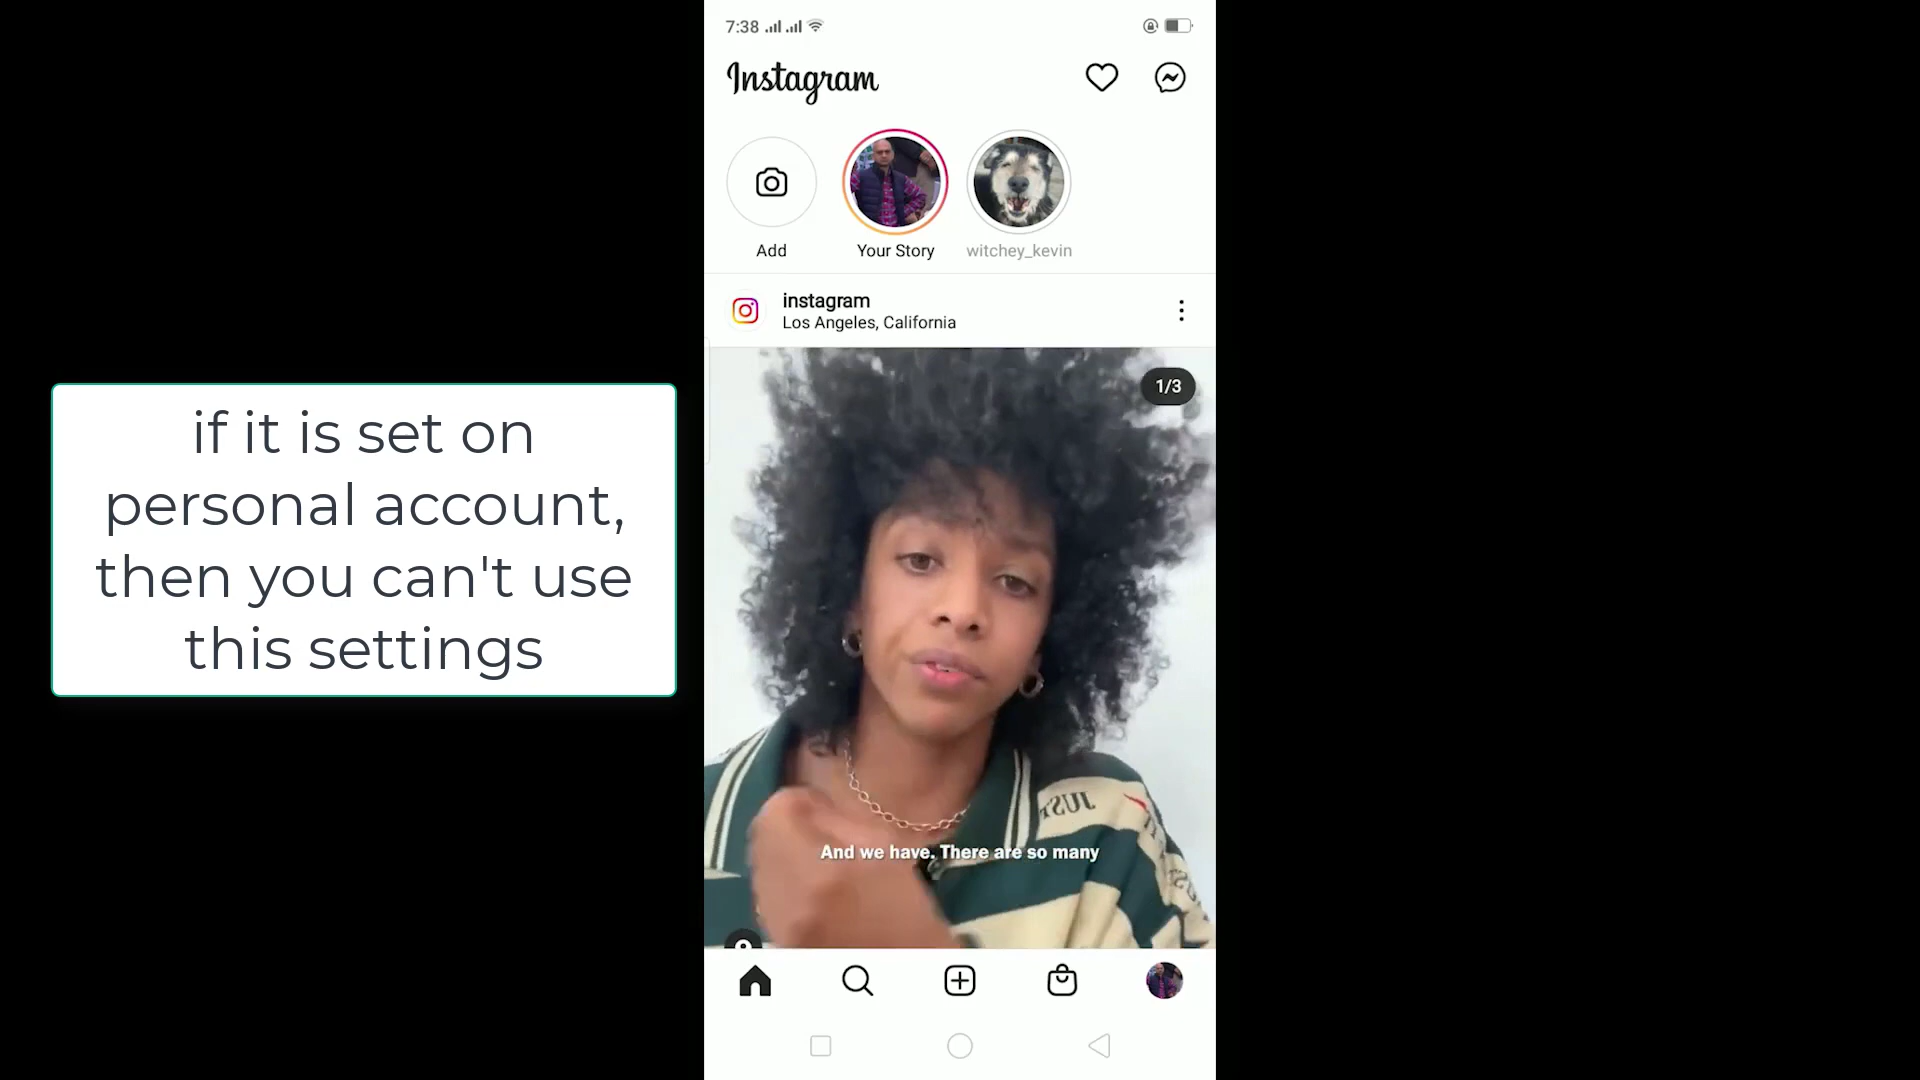 if it is set on
personal account,
then you can't use
this settings
7:38
Instagram
Add
Your Story
witchey_kevin
instagram
Los Angeles, California
1/3
JUST
And we have. There are so many